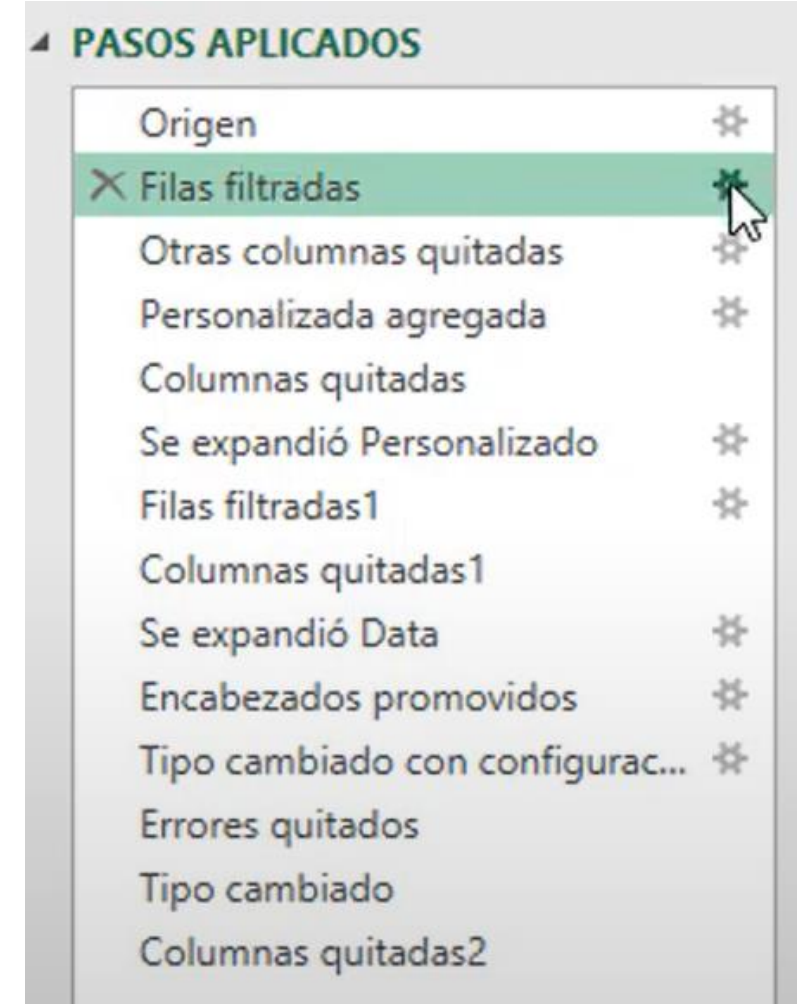 PASOS APLICADOS
Origen
Filas filtradas
Otras columnas quitadas
Personalizada agregada
Columnas quitadas
Se expandió Personalizado
Filas filtradas1
Columnas quitadas1
Se expandió Data
Encabezados promovidos
Tipo cambiado con configurac...
Errores quitados
Tipo cambiado
Columnas quitadas2